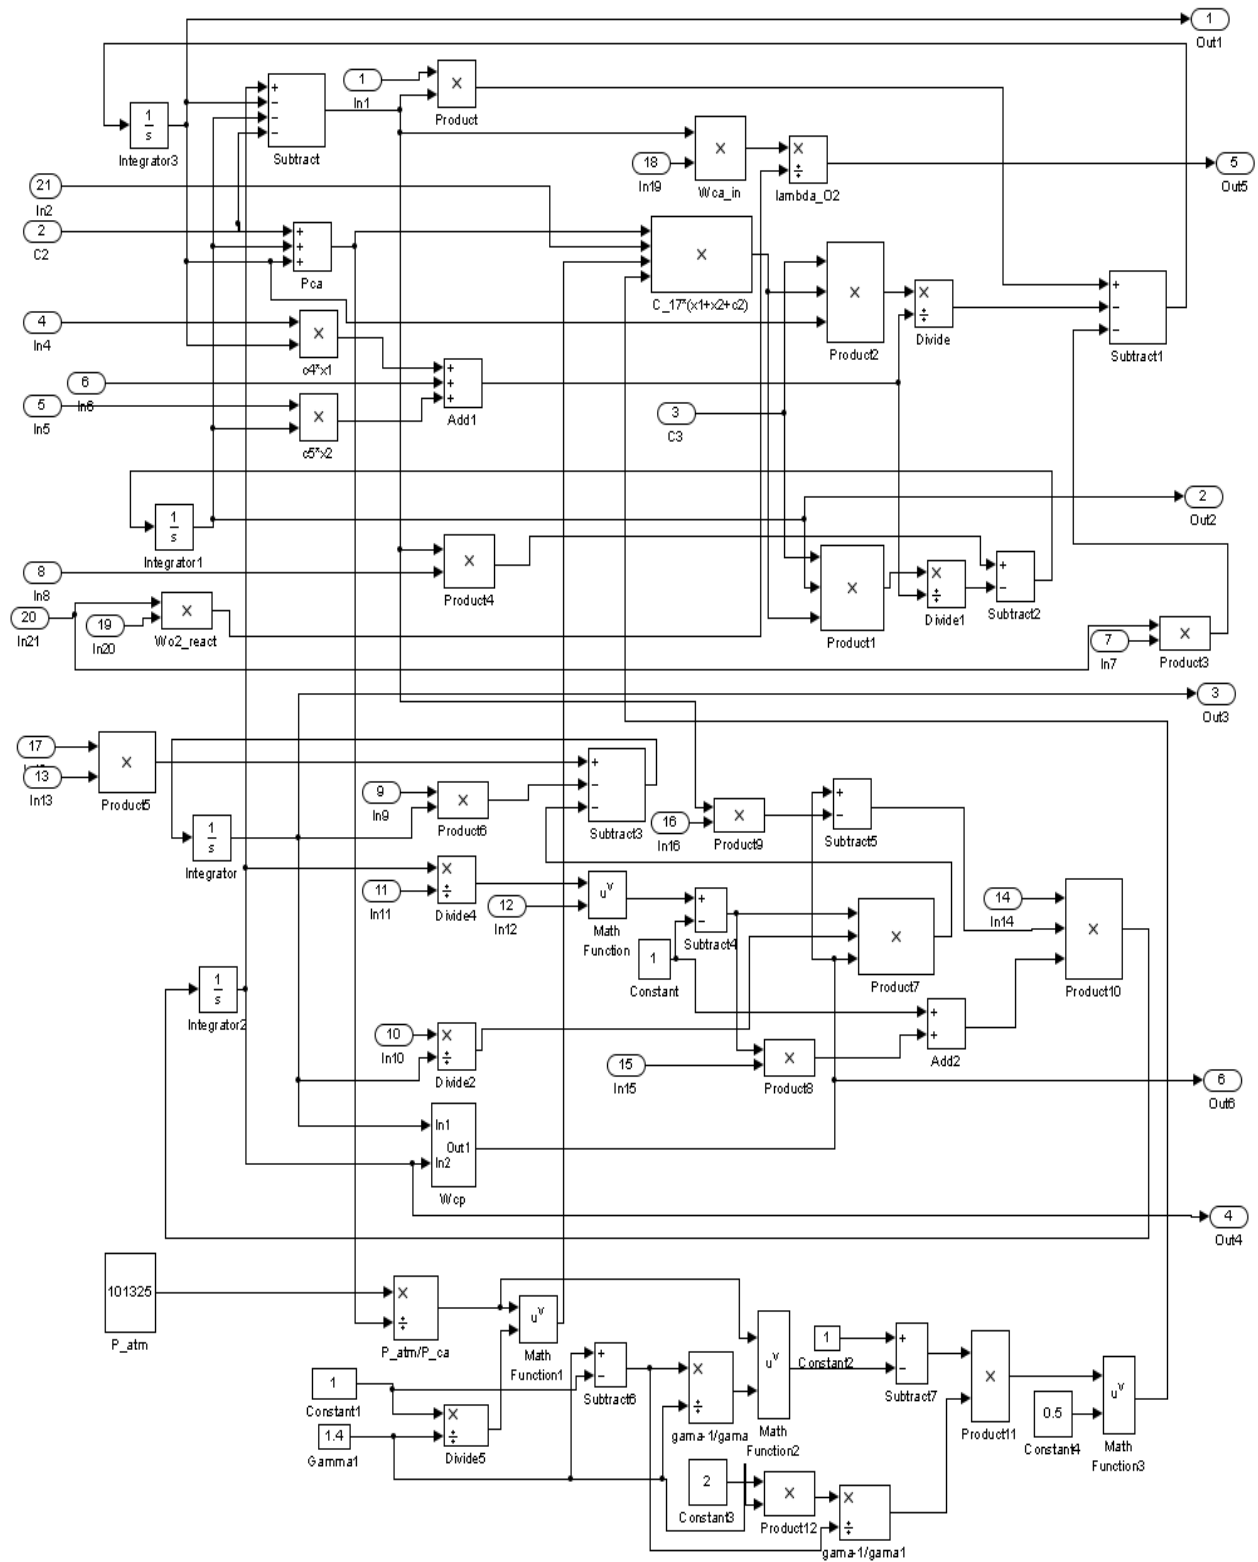 1
Out1
1
In1
×
Product
1
s
Integrator3
+
−
−
−
Subtract
18
In19
×
Wca_in
×
÷
lambda_O2
5
Out5
21
In2
2
C2
+
+
+
Pca
×
C_17*(x1+x2+c2)
×
Product2
×
÷
Divide
+
−
−
Subtract1
4
In4
×
c4*x1
6
In6
5
In5
×
c5*x2
+
+
+
Add1
3
C3
1
s
Integrator1
2
Out2
8
In8
×
Product4
×
Product1
×
÷
Divide1
+
−
Subtract2
20
In21
19
In20
×
Wo2_react
7
In7
×
Product3
3
Out3
17
13
In13
×
Product5
9
In9
×
Product6
+
−
−
Subtract3
16
In16
×
Product9
+
−
Subtract5
1
s
Integrator
11
In11
×
÷
Divide4
12
In12
u^v
Math
Function
+
−
Subtract4
1
Constant
×
Product7
14
In14
×
Product10
1
s
Integrator2
10
In10
×
÷
Divide2
15
In15
×
Product8
+
+
Add2
6
Out6
In1
Out1
In2
Wcp
4
Out4
101325
P_atm
×
÷
P_atm/P_ca
u^v
Math
Function1
1
Constant1
1.4
Gamma1
×
÷
Divide5
+
−
Subtract6
×
÷
gama-1/gama
u^v
Math
Function2
1
Constant2
+
−
Subtract7
×
Product11
0.5
Constant4
u^v
Math
Function3
2
Constant3
×
Product12
×
÷
gama-1/gama1